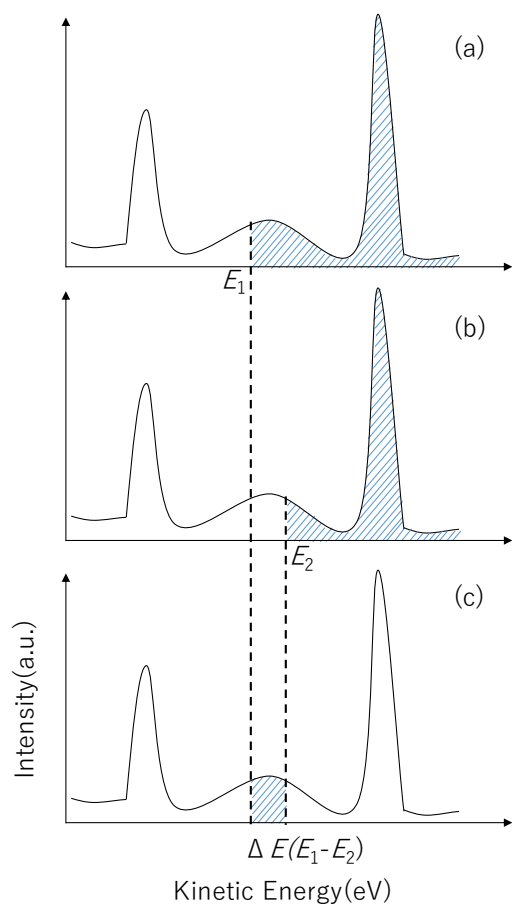 (a)
E₁
(b)
E₂
(c)
Intensity(a.u.)
Δ E(E₁-E₂)
Kinetic Energy(eV)